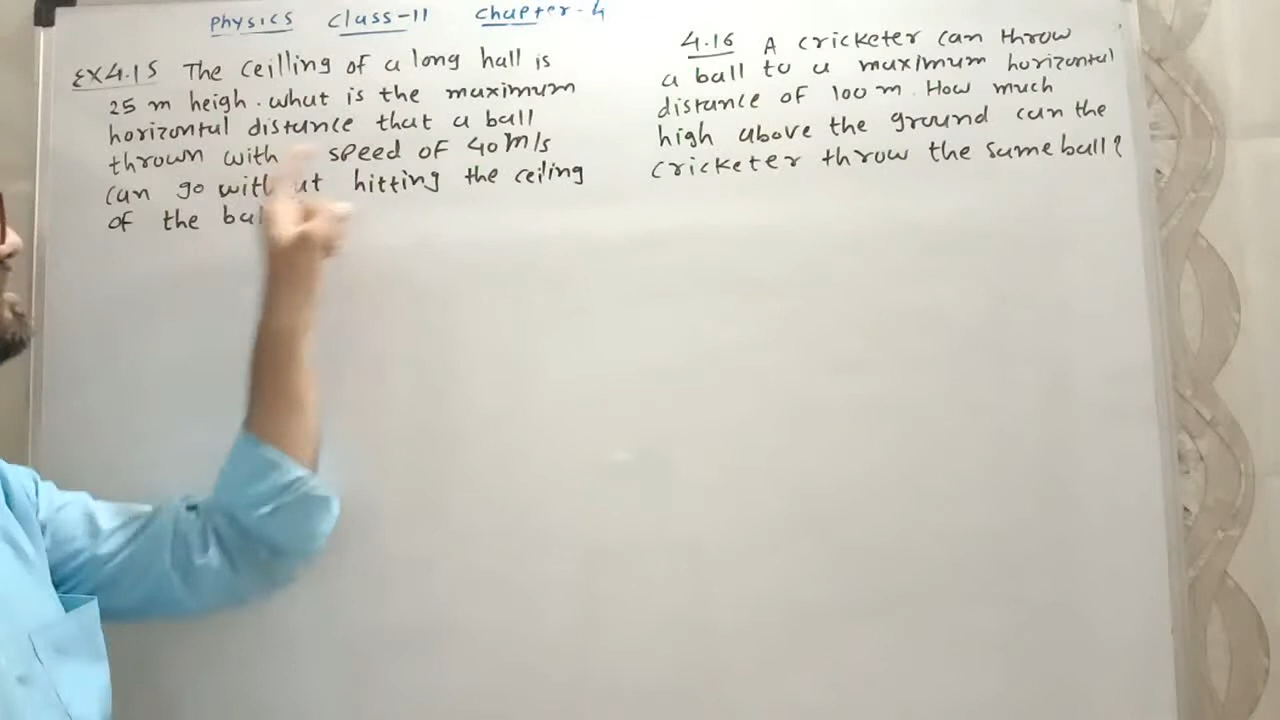 Physics Class-11 Chapter-4
Ex4.15 The ceilling of a long hall is
25 m heigh. what is the maximum
horizontal distance that a ball
thrown with speed of 40 m/s
can go without hitting the ceiling
of the
4.16 A cricketer can throw
a ball to a maximum horizontal
distance of 100 m. How much
high above the ground can the
cricketer throw the same ball?